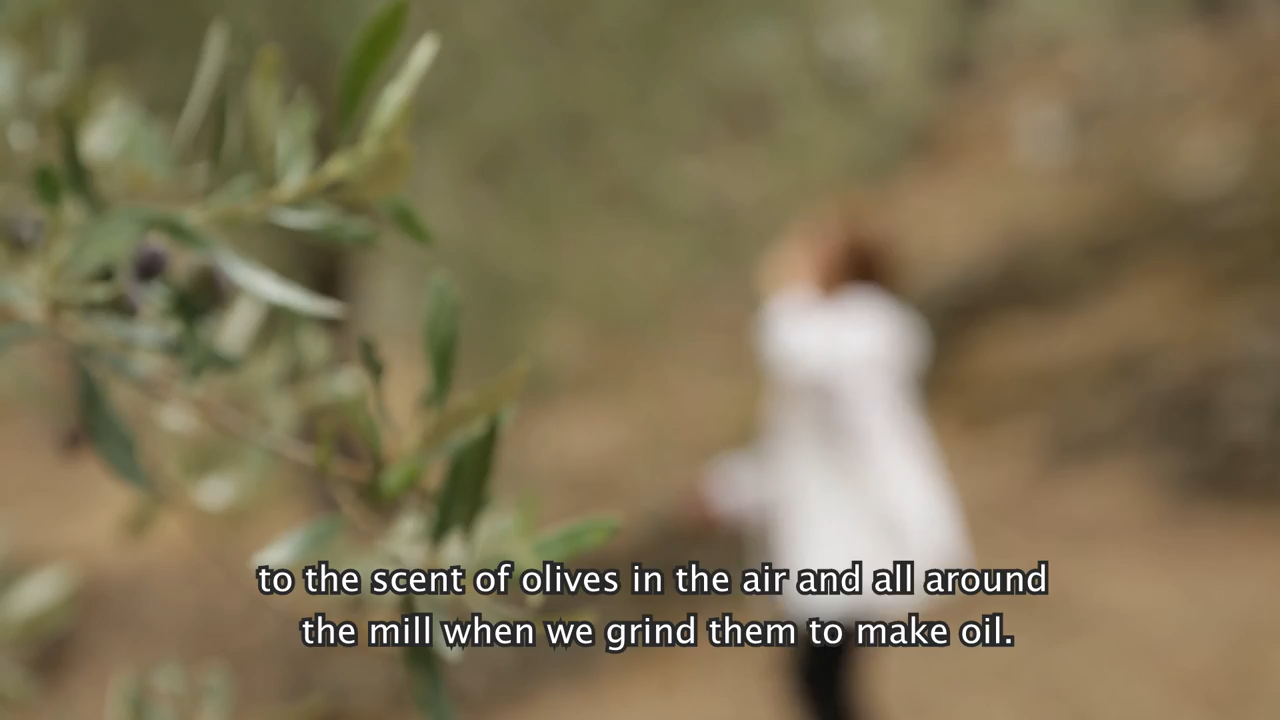 to the scent of olives in the air and all around
the mill when we grind them to make oil.